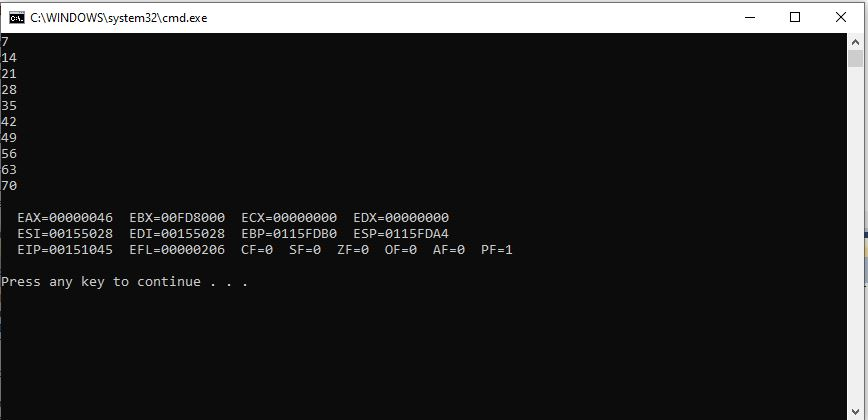 C:\WINDOWS\system32\cmd.exe
7
14
21
28
35
42
49
56
63
70
EAX=00000046  EBX=00FD8000  ECX=00000000  EDX=00000000
ESI=00155028  EDI=00155028  EBP=0115FDB0  ESP=0115FDA4
EIP=00151045  EFL=00000206  CF=0  SF=0  ZF=0  OF=0  AF=0  PF=1
Press any key to continue . . .